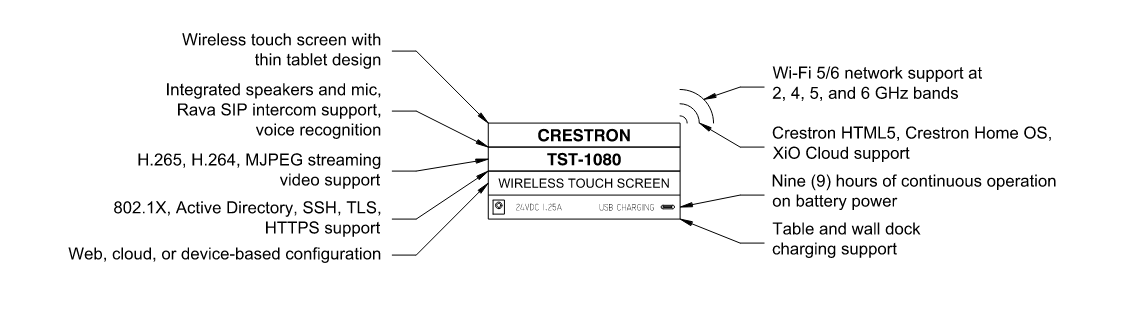 Wireless touch screen with
thin tablet design
Integrated speakers and mic,
Rava SIP intercom support,
voice recognition
H.265, H.264, MJPEG streaming
video support
802.1X, Active Directory, SSH, TLS,
HTTPS support
Web, cloud, or device-based configuration
CRESTRON
TST-1080
WIRELESS TOUCH SCREEN
24VDC 1.25A USB CHARGING
Wi-Fi 5/6 network support at
2, 4, 5, and 6 GHz bands
Crestron HTML5, Crestron Home OS,
XiO Cloud support
Nine (9) hours of continuous operation
on battery power
Table and wall dock
charging support